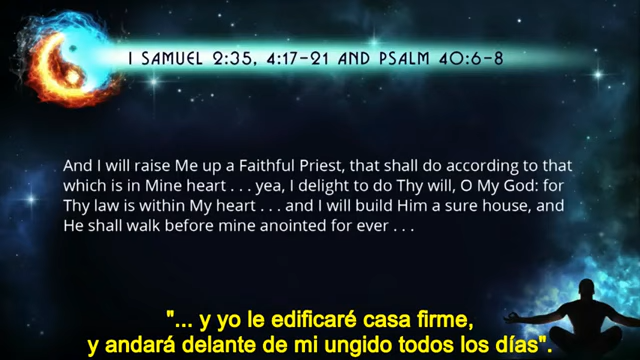 I SAMUEL 2:35, 4:17-21 AND PSALM 40:6-8
And I will raise Me up a Faithful Priest, that shall do according to that
which is in Mine heart . . . yea, I delight to do Thy will, O My God: for
Thy law is within My heart . . . and I will build Him a sure house, and
He shall walk before mine anointed for ever . . .
"... y yo le edificaré casa firme,
y andará delante de mi ungido todos los días".